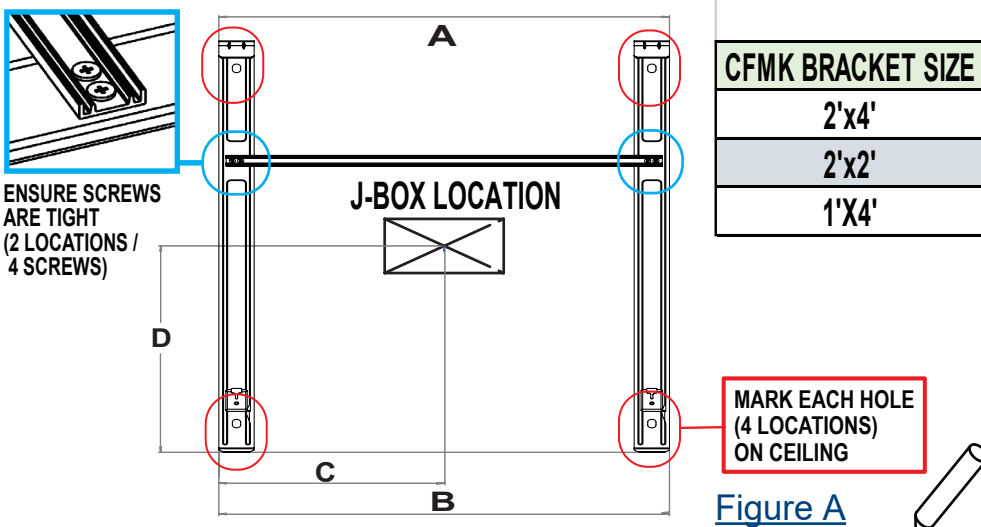 A
CFMK BRACKET SIZE
2'x4'
2'x2'
1'X4'
ENSURE SCREWS
ARE TIGHT
(2 LOCATIONS /
4 SCREWS)
J-BOX LOCATION
D
C
B
MARK EACH HOLE
(4 LOCATIONS)
ON CEILING
Figure A